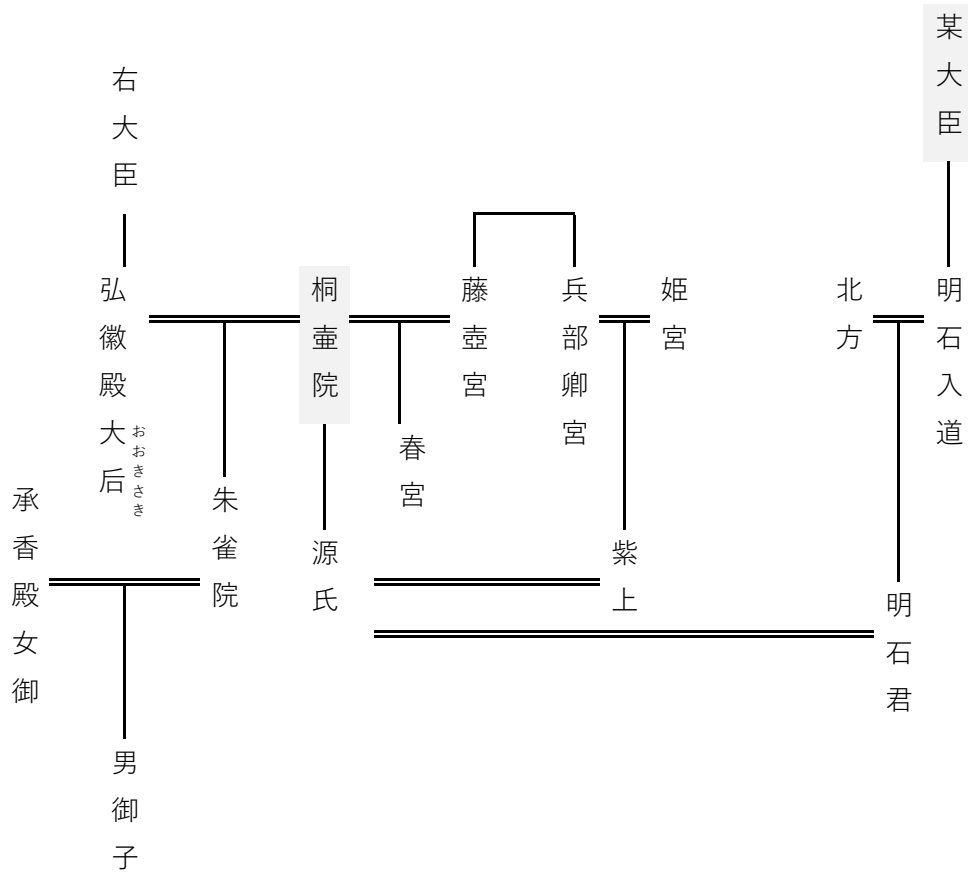 某大臣
右大臣
明石入道
北方
姫宮
兵部卿宮
藤壺宮
桐壷院
弘徽殿大后
おおきさき
春宮
朱雀院
承香殿女御
源氏
紫上
明石君
男御子